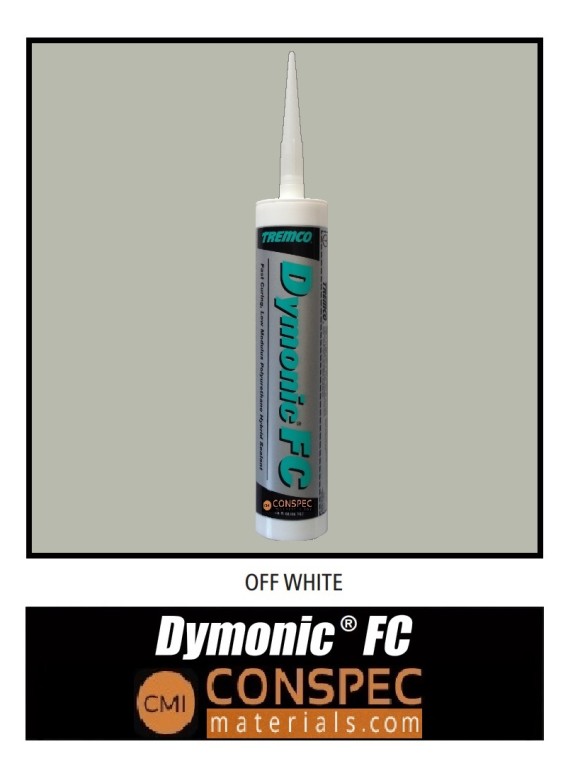 TREMCO
Dymonic® FC
Fast Curing, Low Modulus Polyurethane Hybrid Sealant
TREMCO
CONSPEC
OFF WHITE
Dymonic® FC
CMI
CONSPEC
materials.com